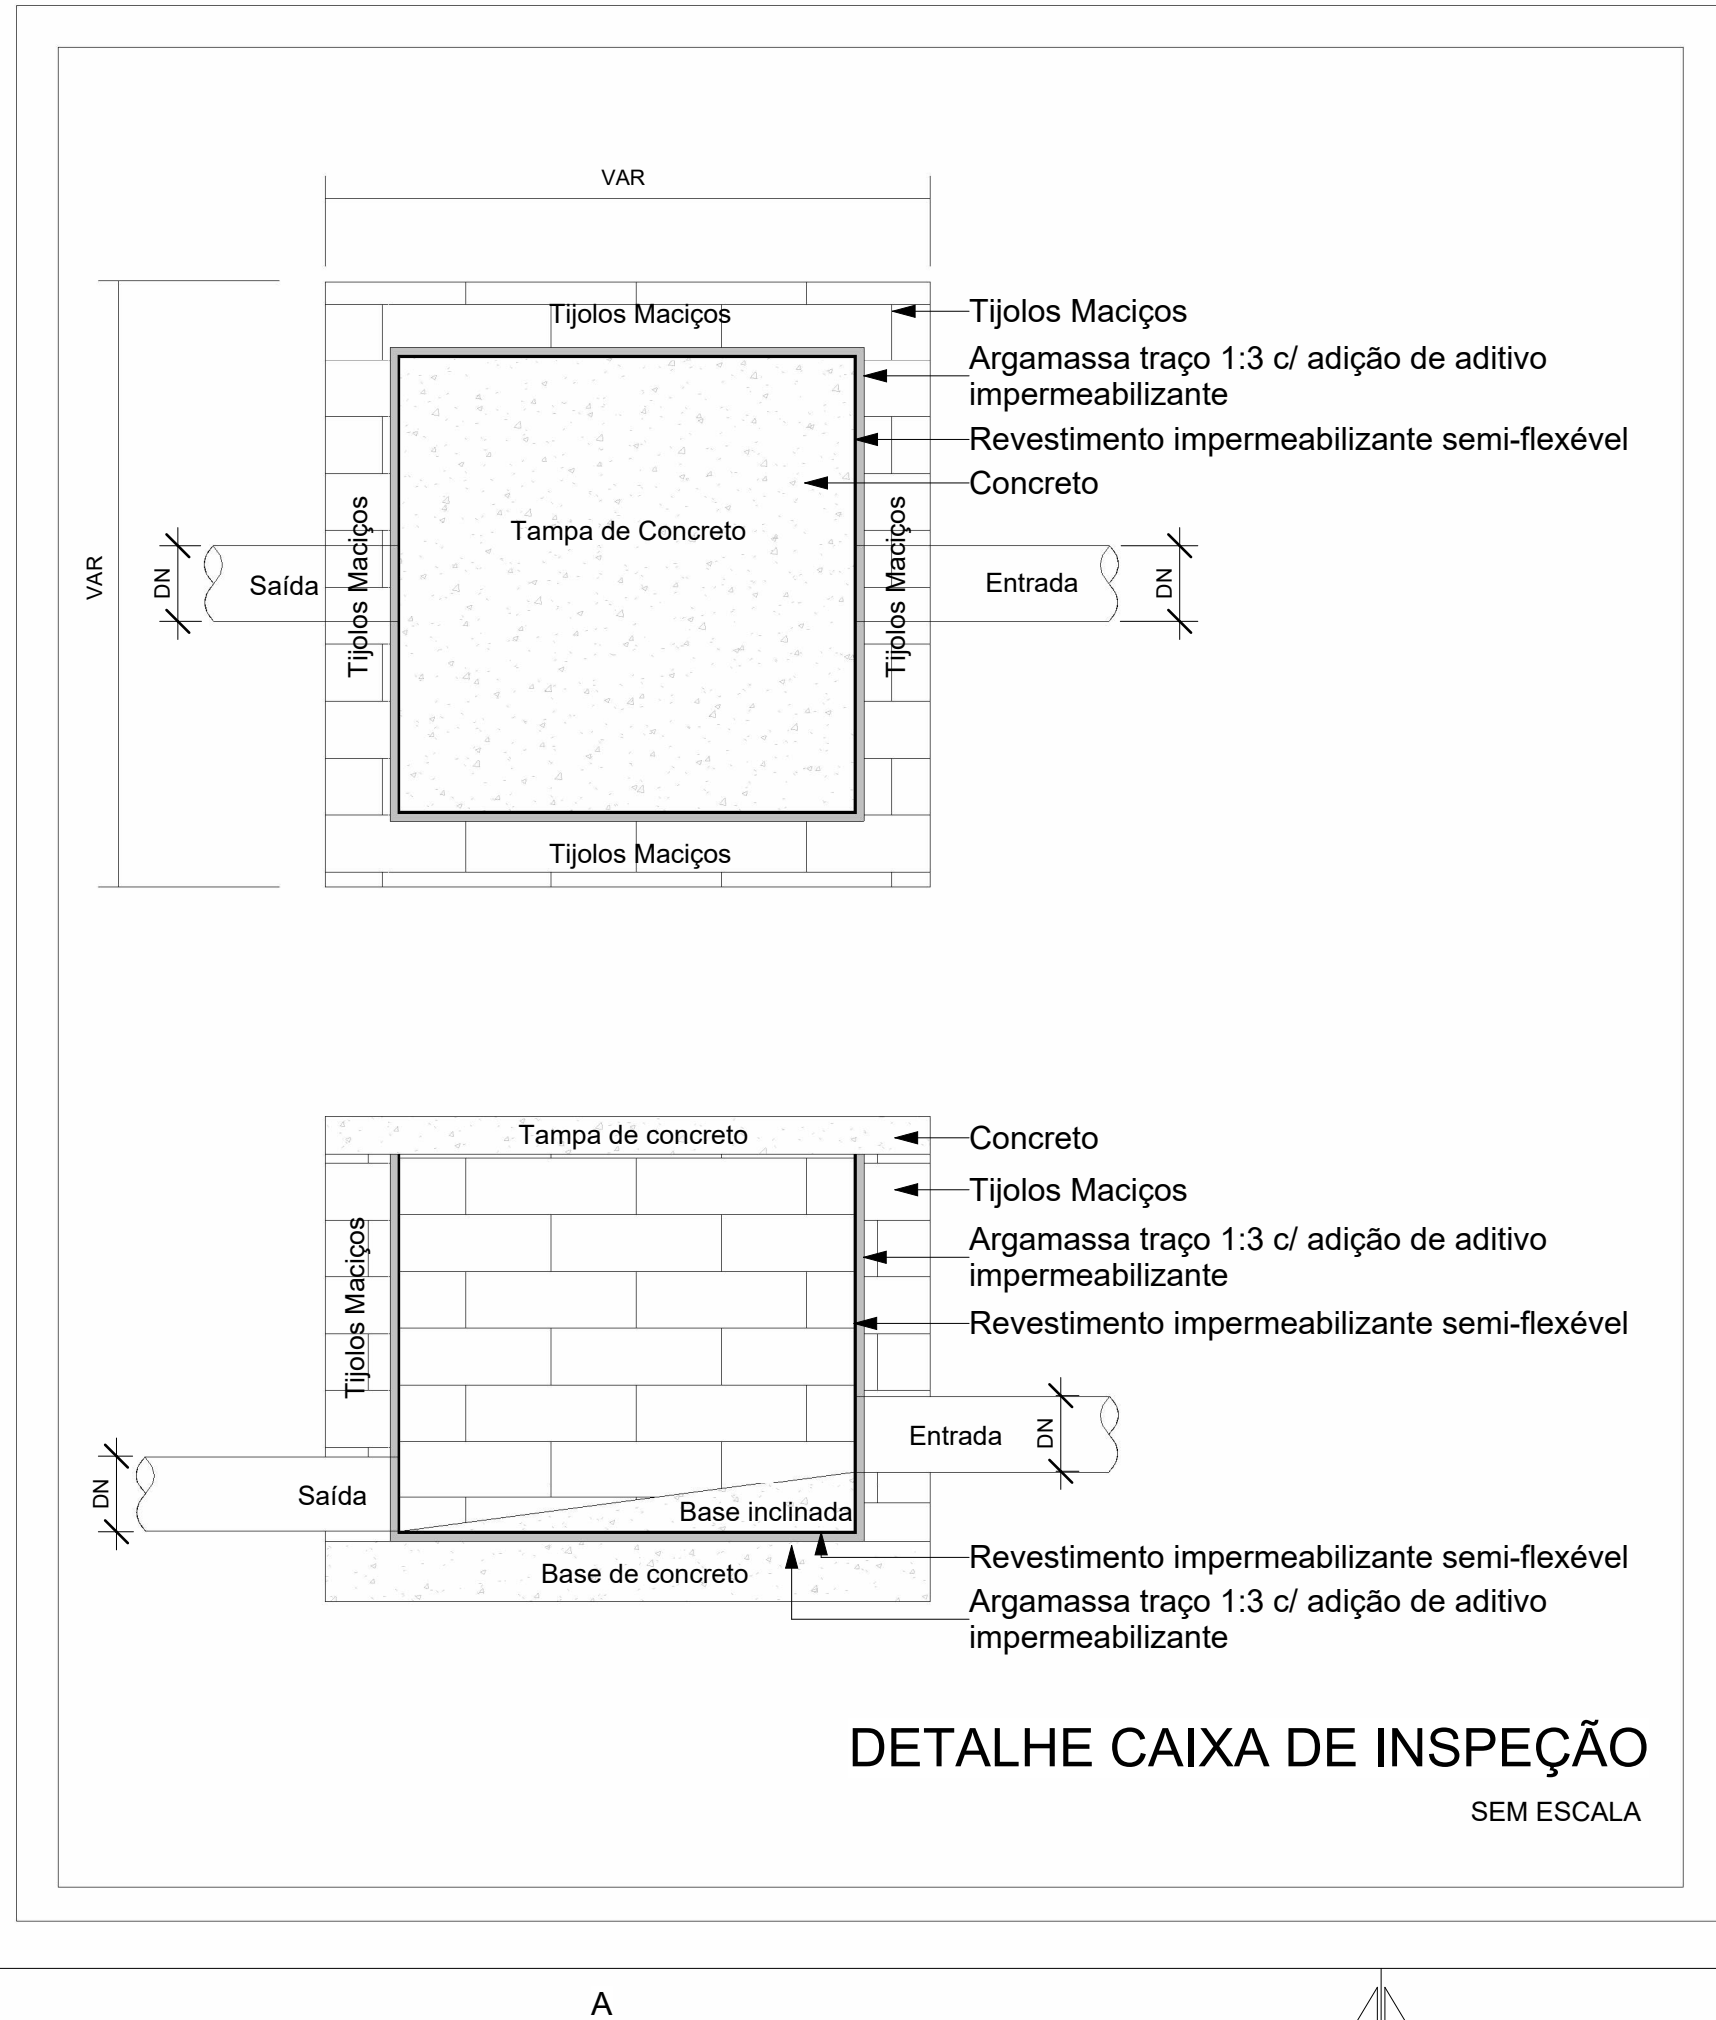 VAR
Tijolos Maciços
Tijolos Maciços
Argamassa traço 1:3 c/ adição de aditivo
impermeabilizante
Revestimento impermeabilizante semi-flexével
Concreto
Tampa de Concreto
VAR
DN
Saída
Tijolos Maciços
Tijolos Maciços
Entrada
DN
Tijolos Maciços
Tampa de concreto
Concreto
Tijolos Maciços
Argamassa traço 1:3 c/ adição de aditivo
impermeabilizante
Revestimento impermeabilizante semi-flexével
Tijolos Maciços
Entrada
DN
DN
Saída
Base inclinada
Revestimento impermeabilizante semi-flexével
Base de concreto
Argamassa traço 1:3 c/ adição de aditivo
impermeabilizante
DETALHE CAIXA DE INSPEÇÃO
SEM ESCALA
A